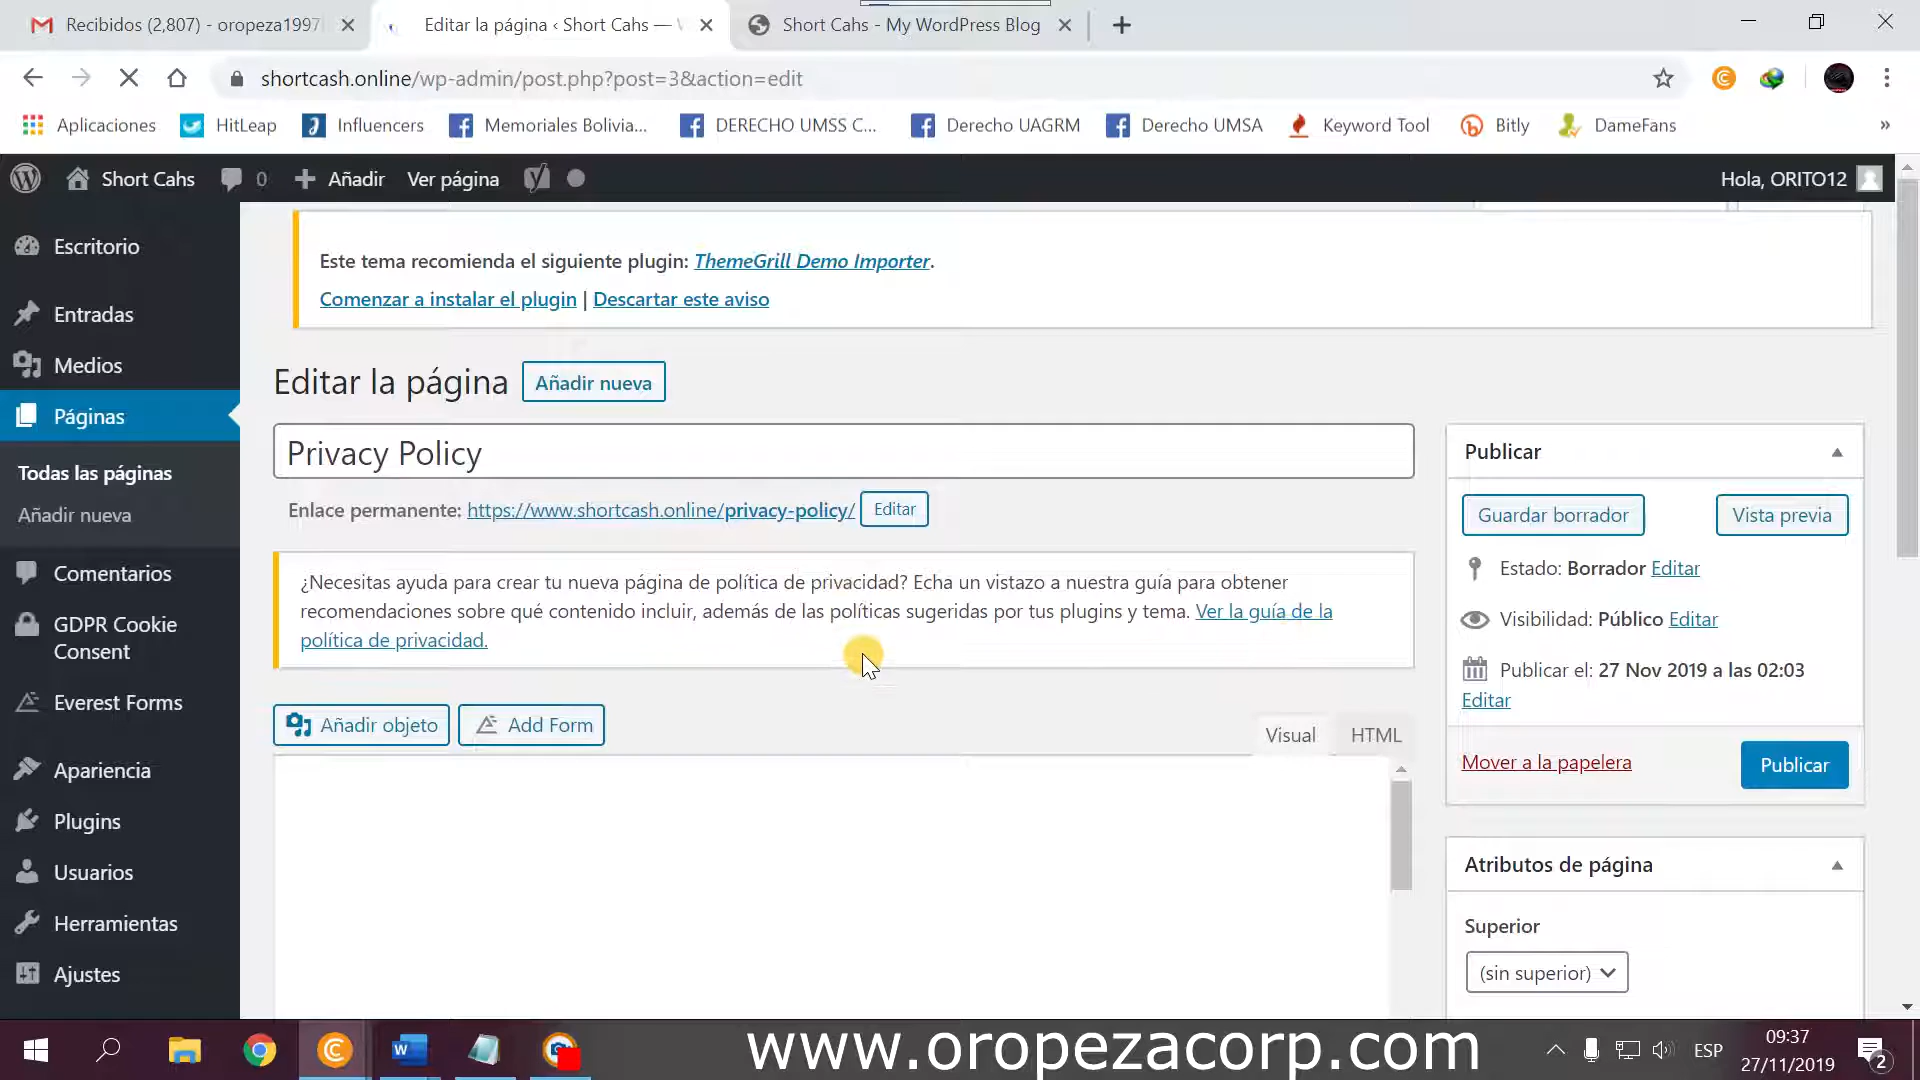 Recibidos (2,807) - oropeza1997
Editar la página ‹ Short Cahs —
Short Cahs - My WordPress Blog
shortcash.online/wp-admin/post.php?post=3&action=edit
Aplicaciones
HitLeap
Influencers
Memoriales Bolivia...
DERECHO UMSS C...
Derecho UAGRM
Derecho UMSA
Keyword Tool
Bitly
DameFans
»
Short Cahs
0
Añadir
Ver página
Hola, ORITO12
Escritorio
Entradas
Medios
Páginas
Todas las páginas
Añadir nueva
Comentarios
GDPR Cookie
Consent
Everest Forms
Apariencia
Plugins
Usuarios
Herramientas
Ajustes
Este tema recomienda el siguiente plugin: ThemeGrill Demo Importer.
Comenzar a instalar el plugin | Descartar este aviso
Editar la página
Añadir nueva
Privacy Policy
Enlace permanente: https://www.shortcash.online/privacy-policy/ Editar
¿Necesitas ayuda para crear tu nueva página de política de privacidad? Echa un vistazo a nuestra guía para obtener
recomendaciones sobre qué contenido incluir, además de las políticas sugeridas por tus plugins y tema. Ver la guía de la
política de privacidad.
Añadir objeto
Add Form
Visual
HTML
Publicar
Guardar borrador
Vista previa
Estado: Borrador Editar
Visibilidad: Público Editar
Publicar el: 27 Nov 2019 a las 02:03
Editar
Mover a la papelera
Publicar
Atributos de página
Superior
(sin superior)
www.oropezacorp.com
ESP
09:37
27/11/2019
2